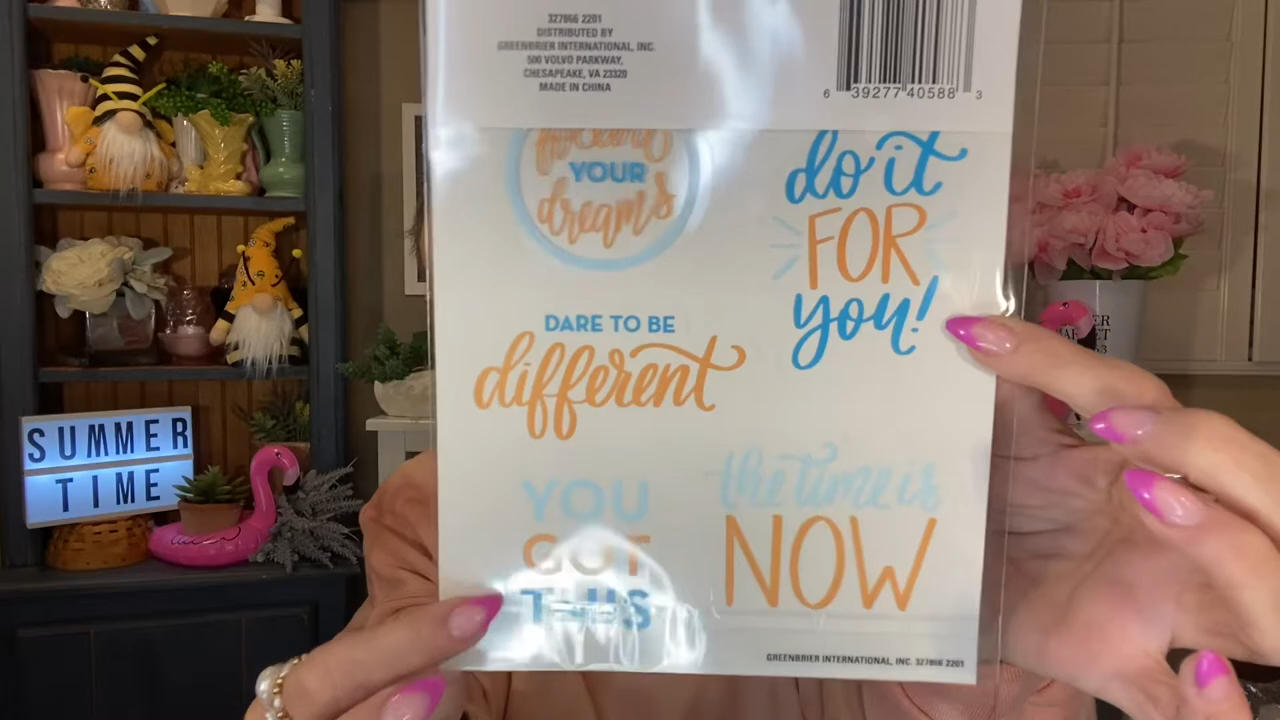 327866 2201
DISTRIBUTED BY
GREENBRIER INTERNATIONAL, INC.
500 VOLVO PARKWAY,
CHESAPEAKE, VA 23320
MADE IN CHINA
6 39277 40588 3
YOUR
dreams
do it
FOR
you!
DARE TO BE
different
YOU
GOT
THIS
the time is
NOW
GREENBRIER INTERNATIONAL, INC. 327866 2201
SUMMER
TIME